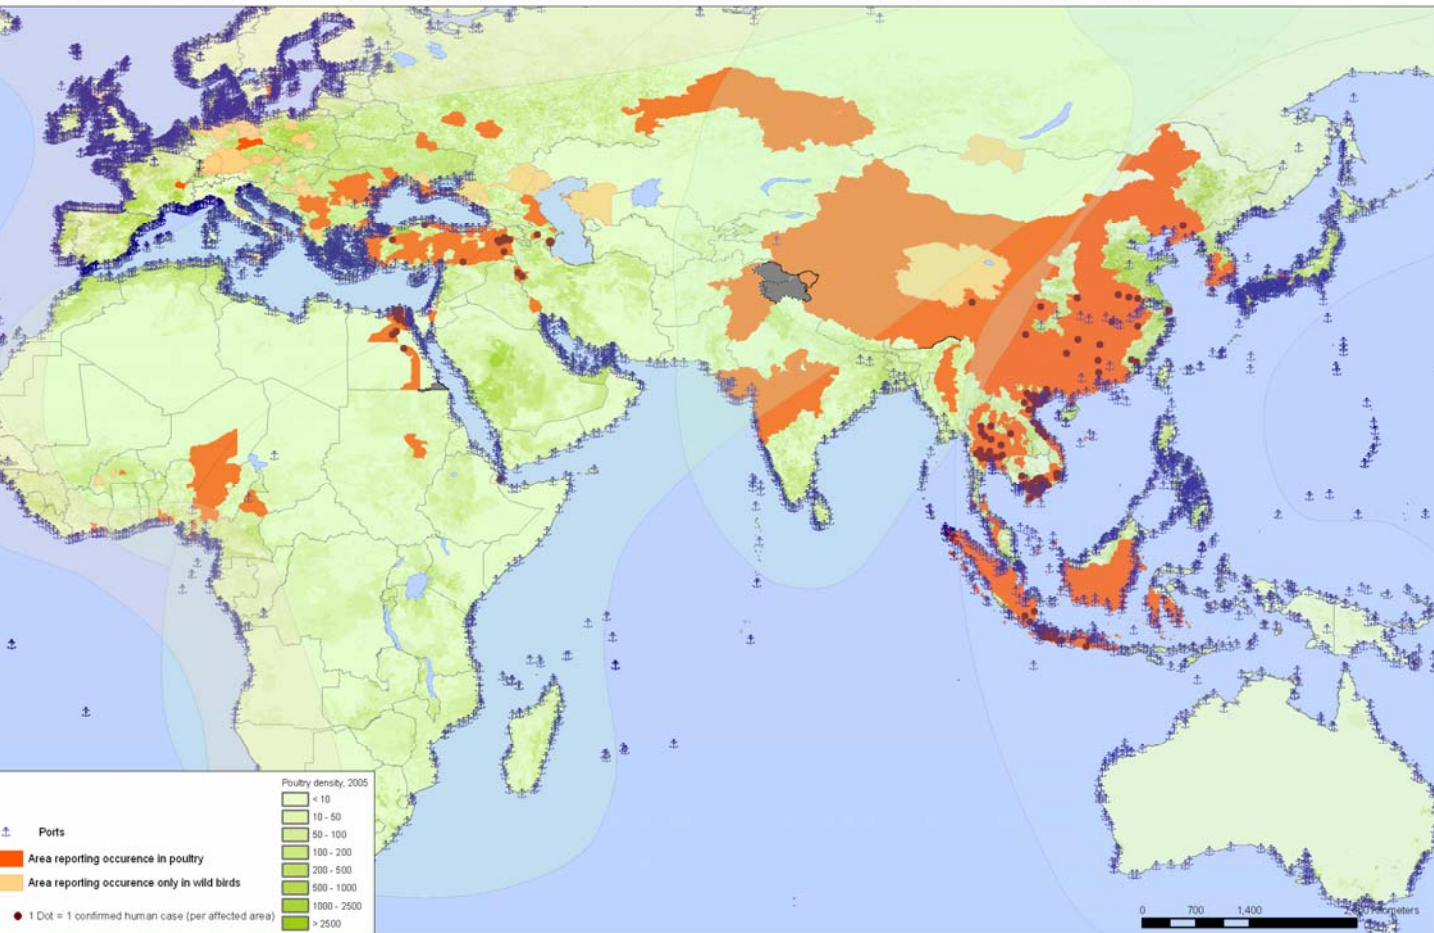 Poultry density, 2005
< 10
10 - 50
50 - 100
100 - 200
200 - 500
500 - 1000
1000 - 2500
> 2500
Ports
Area reporting occurence in poultry
Area reporting occurence only in wild birds
1 Dot = 1 confirmed human case (per affected area)
0 700 1,400 Kilometers